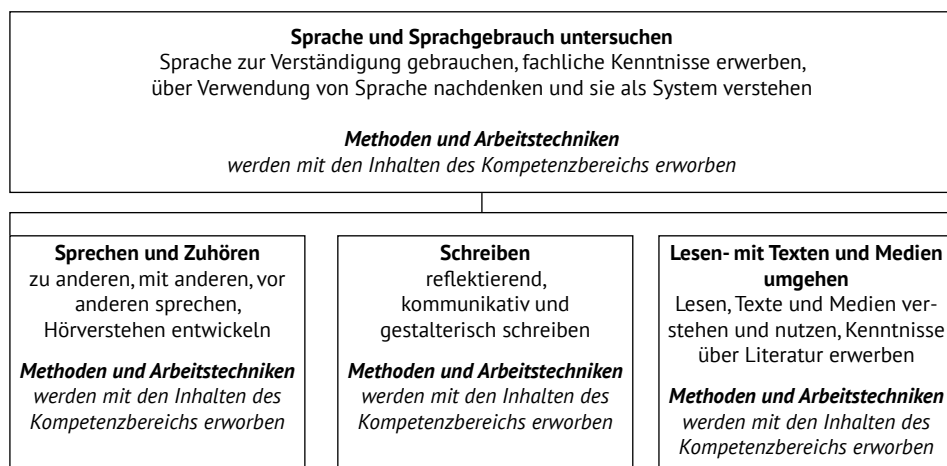 Sprache und Sprachgebrauch untersuchen
Sprache zur Verständigung gebrauchen, fachliche Kenntnisse erwerben,
über Verwendung von Sprache nachdenken und sie als System verstehen
Methoden und Arbeitstechniken
werden mit den Inhalten des Kompetenzbereichs erworben
Sprechen und Zuhören
zu anderen, mit anderen, vor
anderen sprechen,
Hörverstehen entwickeln
Methoden und Arbeitstechniken
werden mit den Inhalten des
Kompetenzbereichs erworben
Schreiben
reflektierend,
kommunikativ und
gestalterisch schreiben
Methoden und Arbeitstechniken
werden mit den Inhalten des
Kompetenzbereichs erworben
Lesen- mit Texten und Medien
umgehen
Lesen, Texte und Medien ver-
stehen und nutzen, Kenntnisse
über Literatur erwerben
Methoden und Arbeitstechniken
werden mit den Inhalten des
Kompetenzbereichs erworben